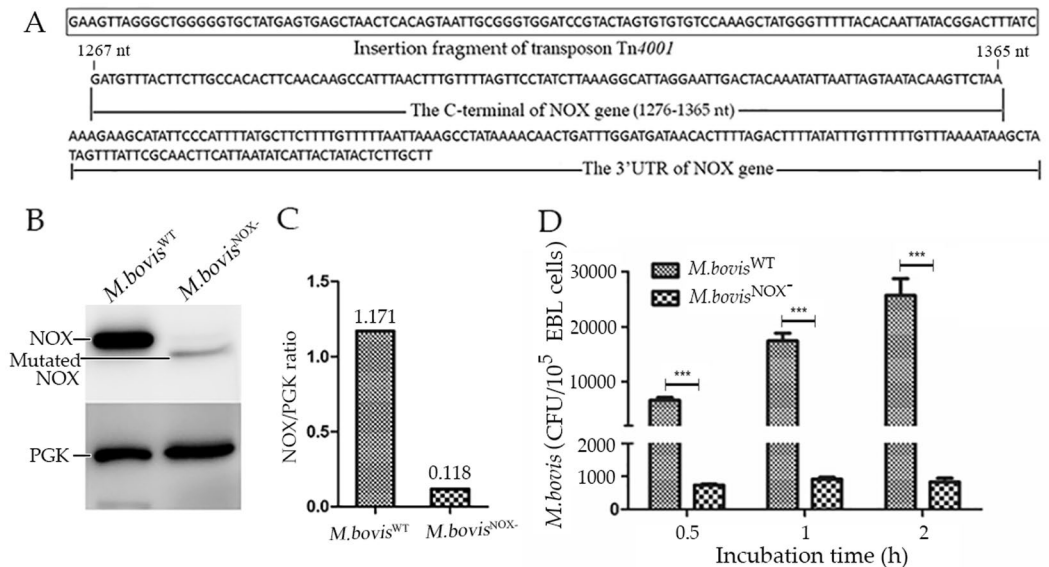 A
GAAGTTAGGGCTGGGGGTGCTATGAGTGAGCTAACTCACAGTAATTGCGGGTGGATCCGTACTAGTGTGTGTCCAAAGCTATGGGTTTTTACACAATTATACGGACTTTATC
1267 nt
Insertion fragment of transposon Tn4001
1365 nt
GATGTTTACTTCTTGCCACACTTCAACAAGCCATTTAACTTTGTTTTAGTTCCTATCTTAAAGGCATTAGGAATTGACTACAAATATTAATTAGTAATACAAGTTCTAA
The C-terminal of NOX gene (1276-1365 nt)
AAAGAAGCATATTCCCATTTTATGCTTCTTTTGTTTTTAATTAAAGCCTATAAAACAACTGATTTGGATGATAACACTTTTAGACTTTTATATTTGTTTTTTGTTTAAAATAAGCTA
TAGTTTATTCGCAACTTCATTAATATCATTACTATACTCTTGCTT
The 3'UTR of NOX gene
B
M.bovisWT
M.bovisNOX-
NOX
Mutated
NOX
PGK
C
NOX/PGK ratio
1.5
1.0
0.5
0.0
1.171
0.118
M.bovisWT
M.bovisNOX-
D
M.bovis (CFU/10⁵ EBL cells)
30000
20000
10000
2000
1000
0
M.bovisWT
M.bovisNOX-
***
***
***
0.5
1
2
Incubation time (h)